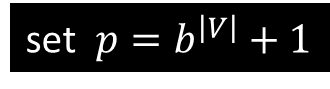 set p = b^|V| + 1